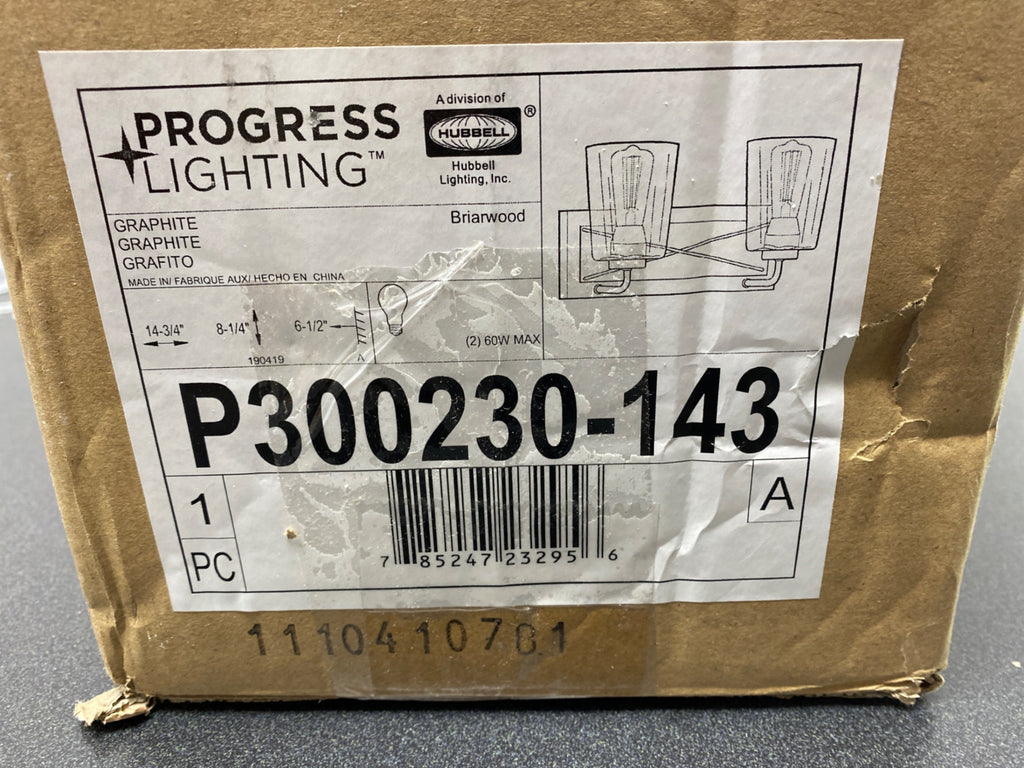 PROGRESS
LIGHTING™
A division of
HUBBELL®
Hubbell
Lighting, Inc.
GRAPHITE
GRAPHITE
GRAFITO
Briarwood
MADE IN/ FABRIQUE AUX/ HECHO EN CHINA
14-3/4"
8-1/4"
6-1/2"
190419
(2) 60W MAX
P300230-143
1
PC
A
7 85247 23295 6
1110410781